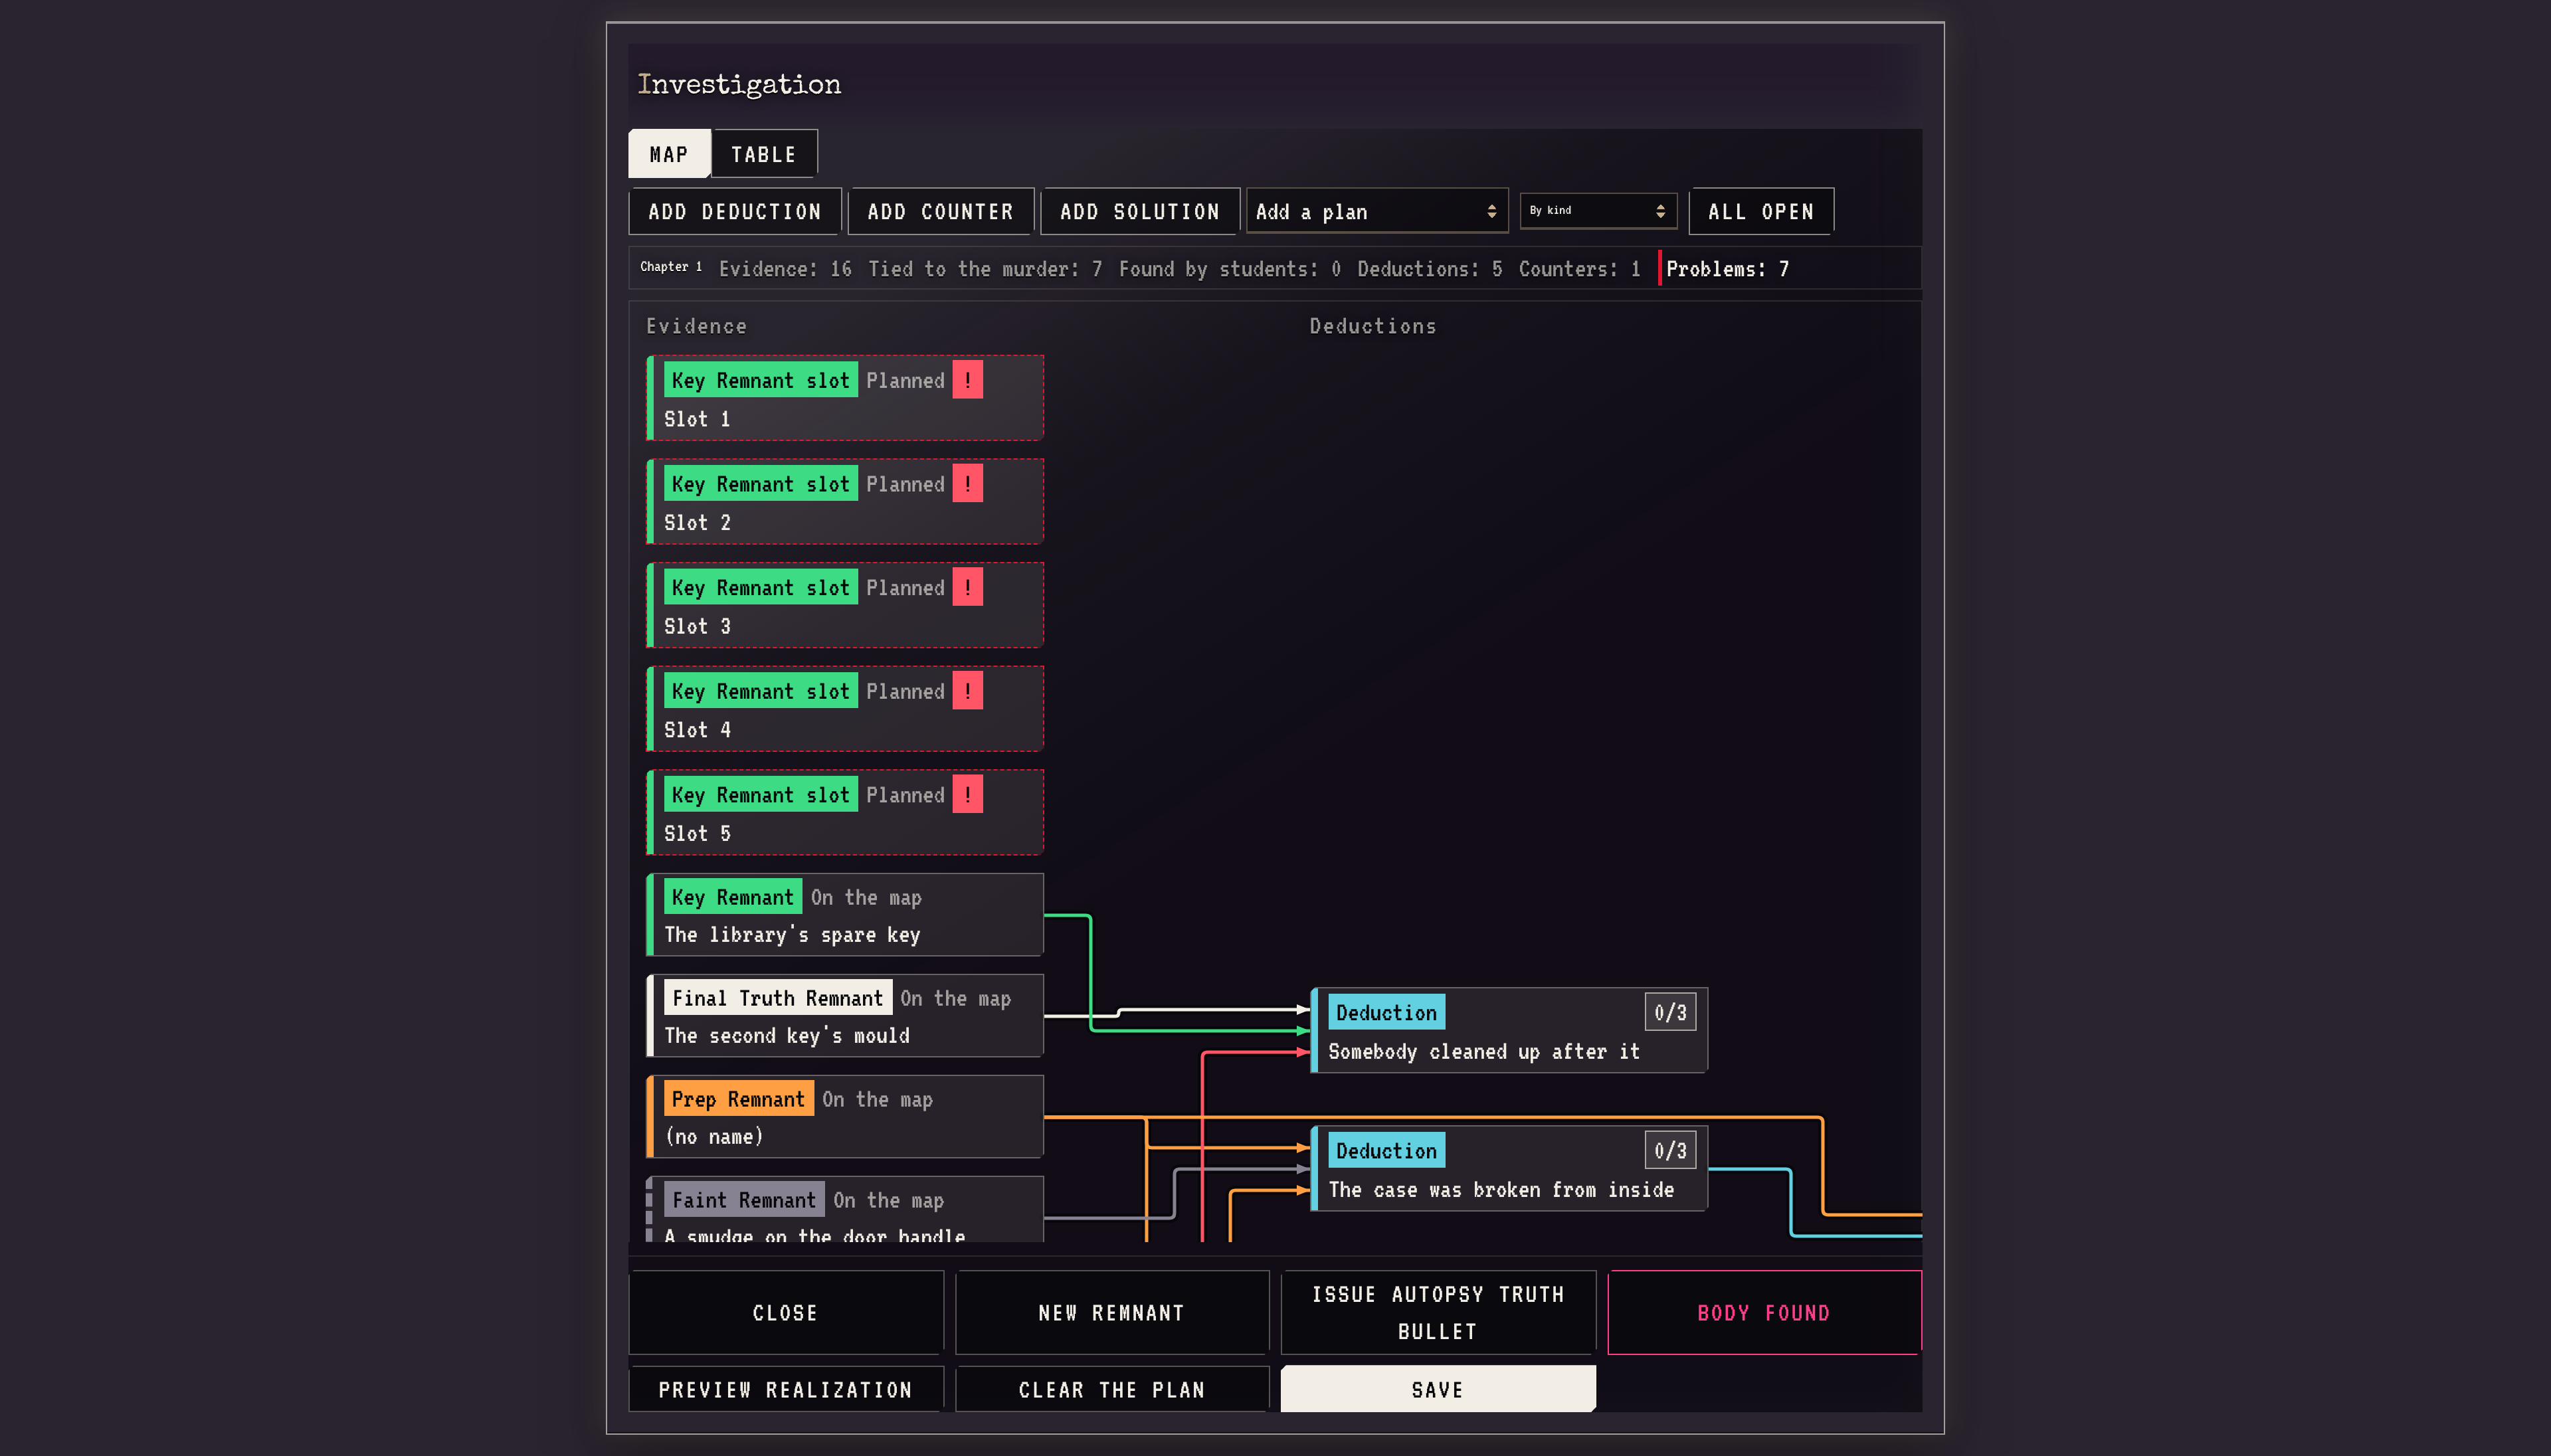 Investigation
MAP
TABLE
ADD DEDUCTION
ADD COUNTER
ADD SOLUTION
Add a plan
By kind
ALL OPEN
Chapter 1 Evidence: 16 Tied to the murder: 7 Found by students: 0 Deductions: 5 Counters: 1 Problems: 7
Evidence
Deductions
Key Remnant slot Planned !
Slot 1
Key Remnant slot Planned !
Slot 2
Key Remnant slot Planned !
Slot 3
Key Remnant slot Planned !
Slot 4
Key Remnant slot Planned !
Slot 5
Key Remnant On the map
The library's spare key
Final Truth Remnant On the map
The second key's mould
Deduction 0/3
Somebody cleaned up after it
Prep Remnant On the map
(no name)
Deduction 0/3
The case was broken from inside
Faint Remnant On the map
A smudge on the door handle
CLOSE
NEW REMNANT
ISSUE AUTOPSY TRUTH
BULLET
BODY FOUND
PREVIEW REALIZATION
CLEAR THE PLAN
SAVE